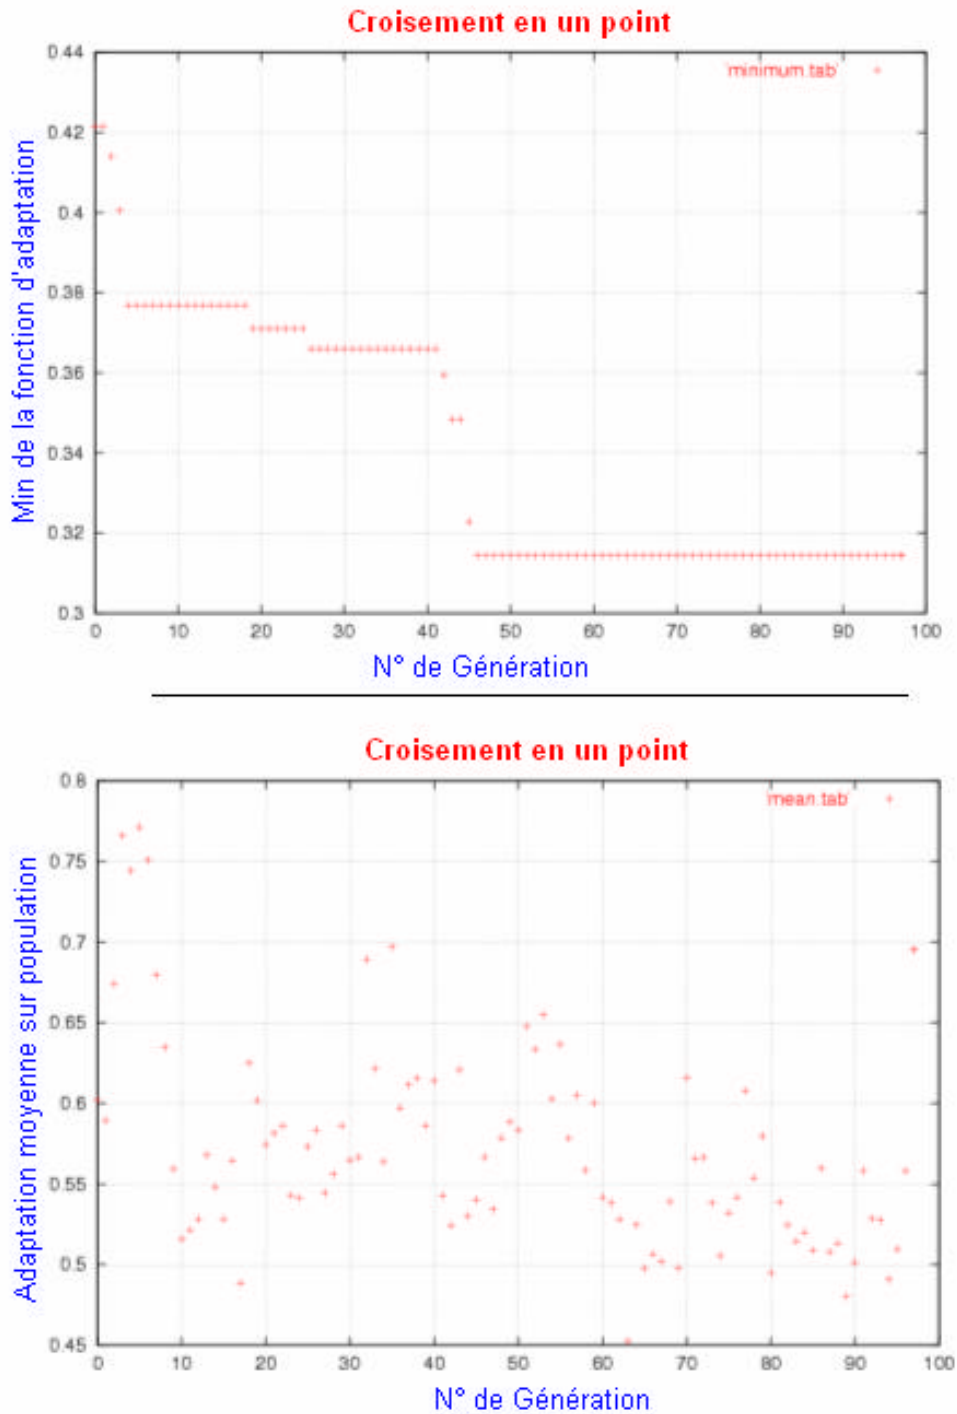 Croisement en un point
0.44
'minimum.tab'
0.42
0.4
0.38
0.36
0.34
0.32
0.3
Min de la fonction d'adaptation
0 10 20 30 40 50 60 70 80 90 100
N° de Génération
Croisement en un point
0.8
'mean.tab'
0.75
0.7
0.65
0.6
0.55
0.5
0.45
Adaptation moyenne sur population
0 10 20 30 40 50 60 70 80 90 100
N° de Génération